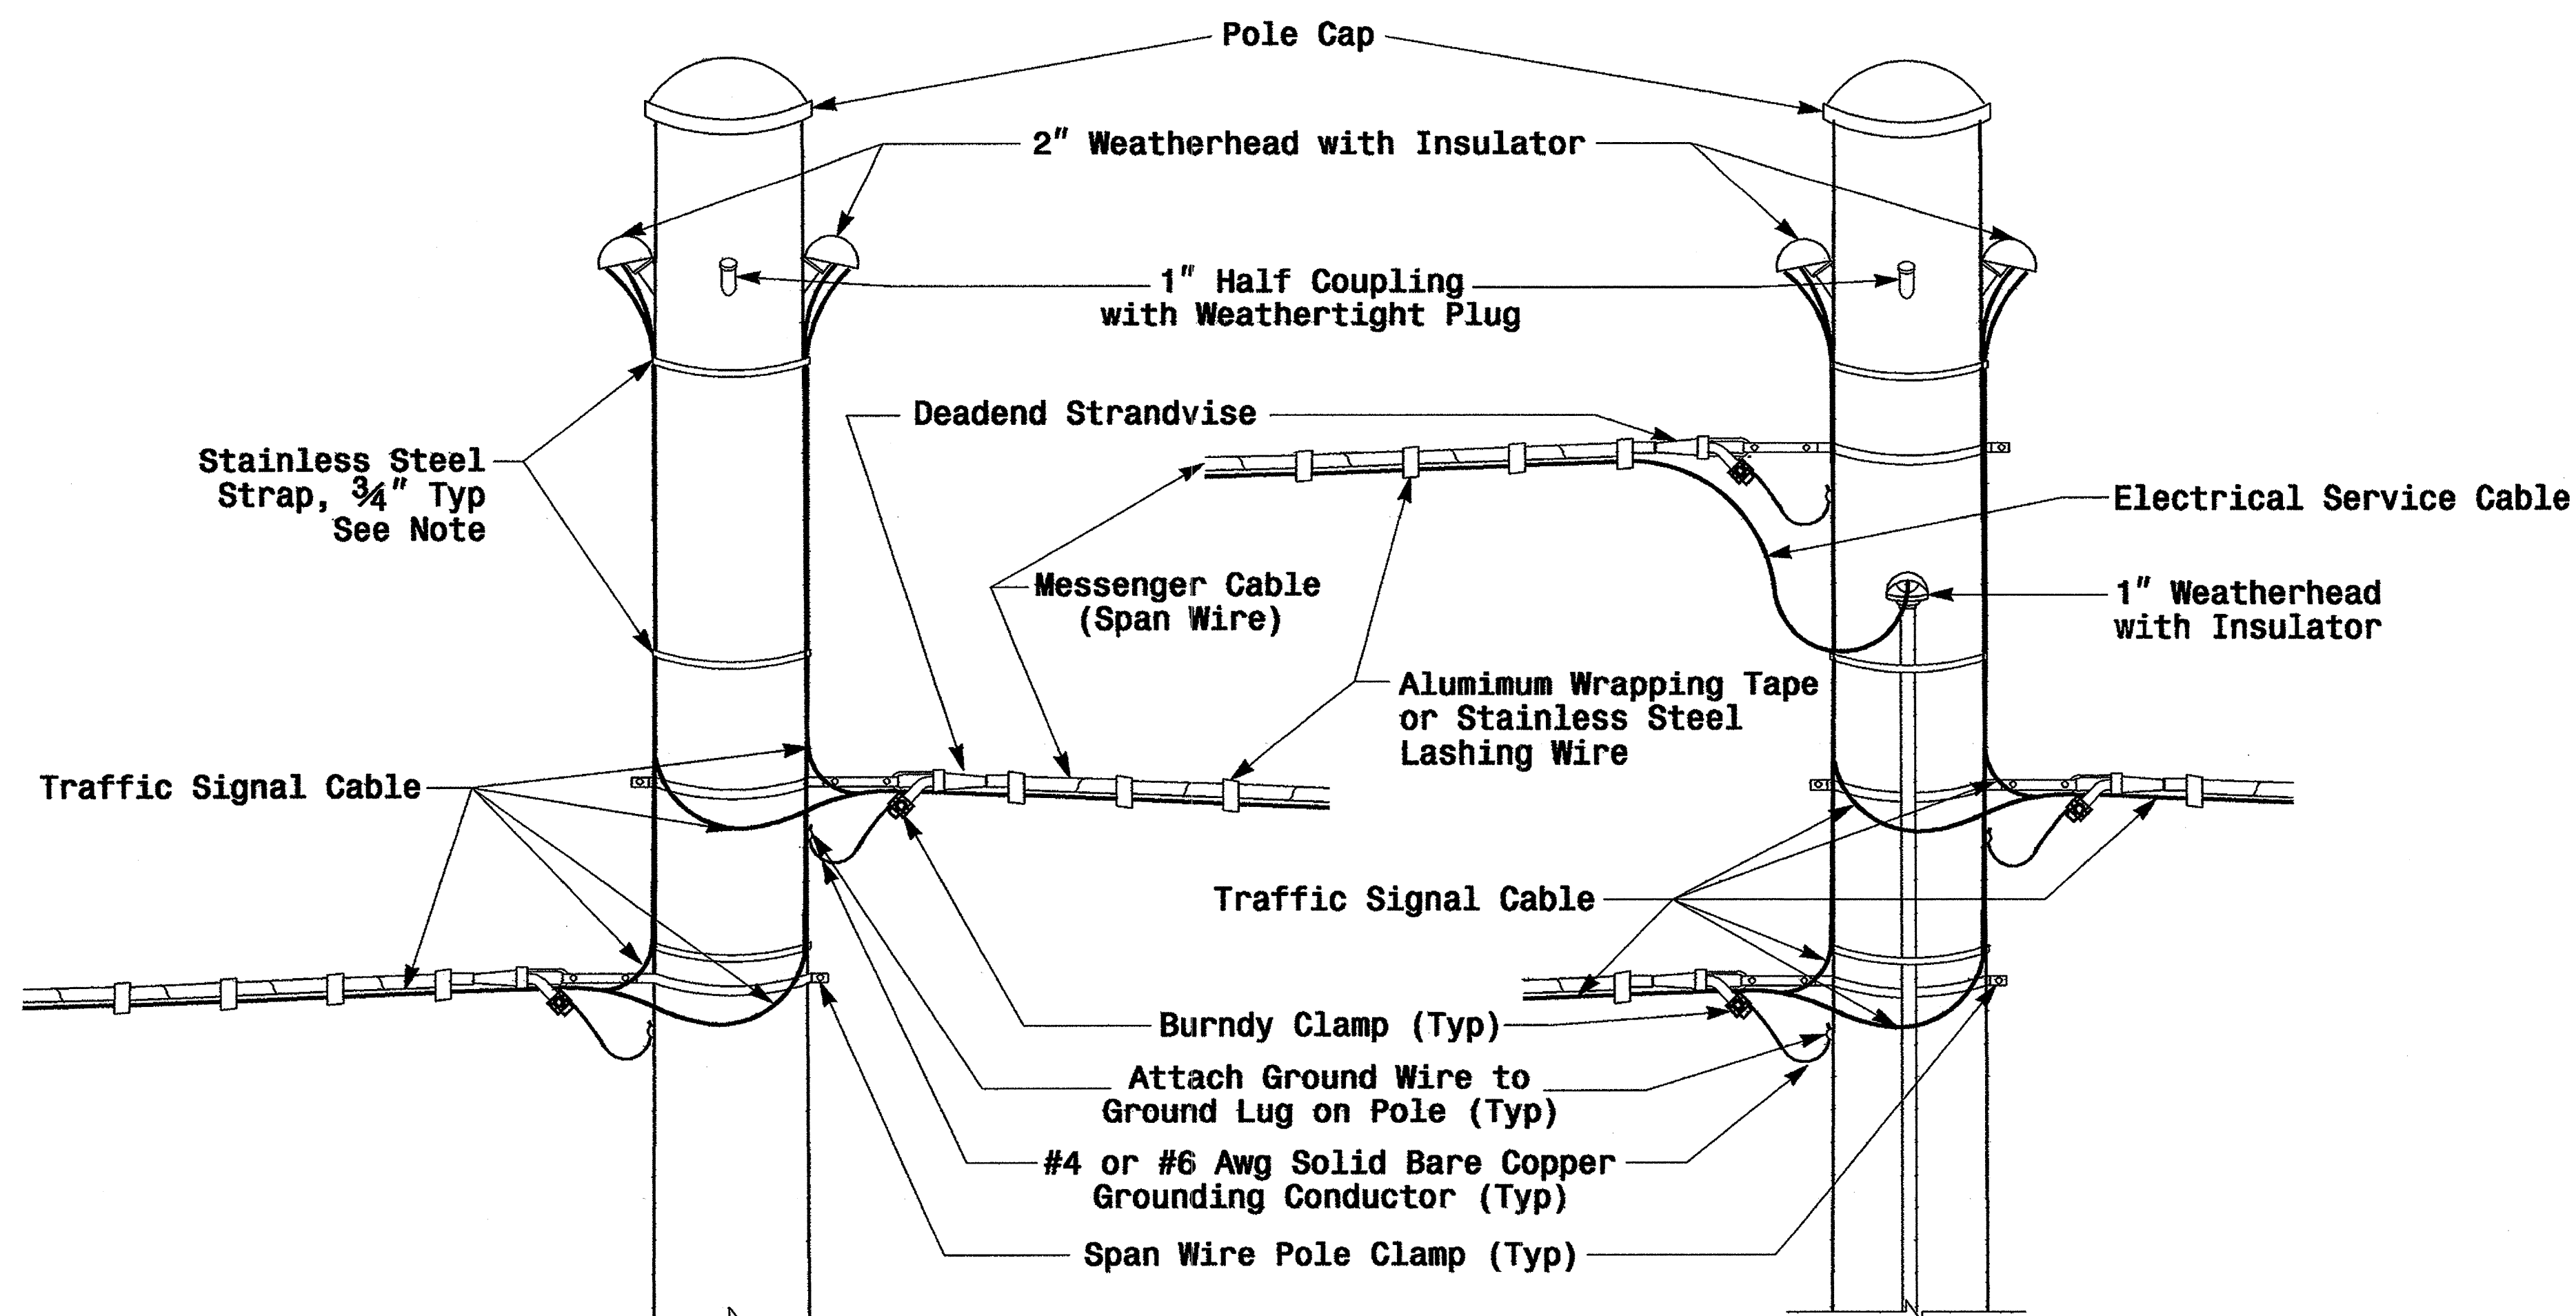 Pole Cap
2" Weatherhead with Insulator
1" Half Coupling
with Weathertight Plug
Deadend Strandvise
Stainless Steel
Strap, ¾" Typ
See Note
Electrical Service Cable
Messenger Cable
(Span Wire)
1" Weatherhead
with Insulator
Alumimum Wrapping Tape
or Stainless Steel
Lashing Wire
Traffic Signal Cable
Traffic Signal Cable
Burndy Clamp (Typ)
Attach Ground Wire to
Ground Lug on Pole (Typ)
#4 or #6 Awg Solid Bare Copper
Grounding Conductor (Typ)
Span Wire Pole Clamp (Typ)